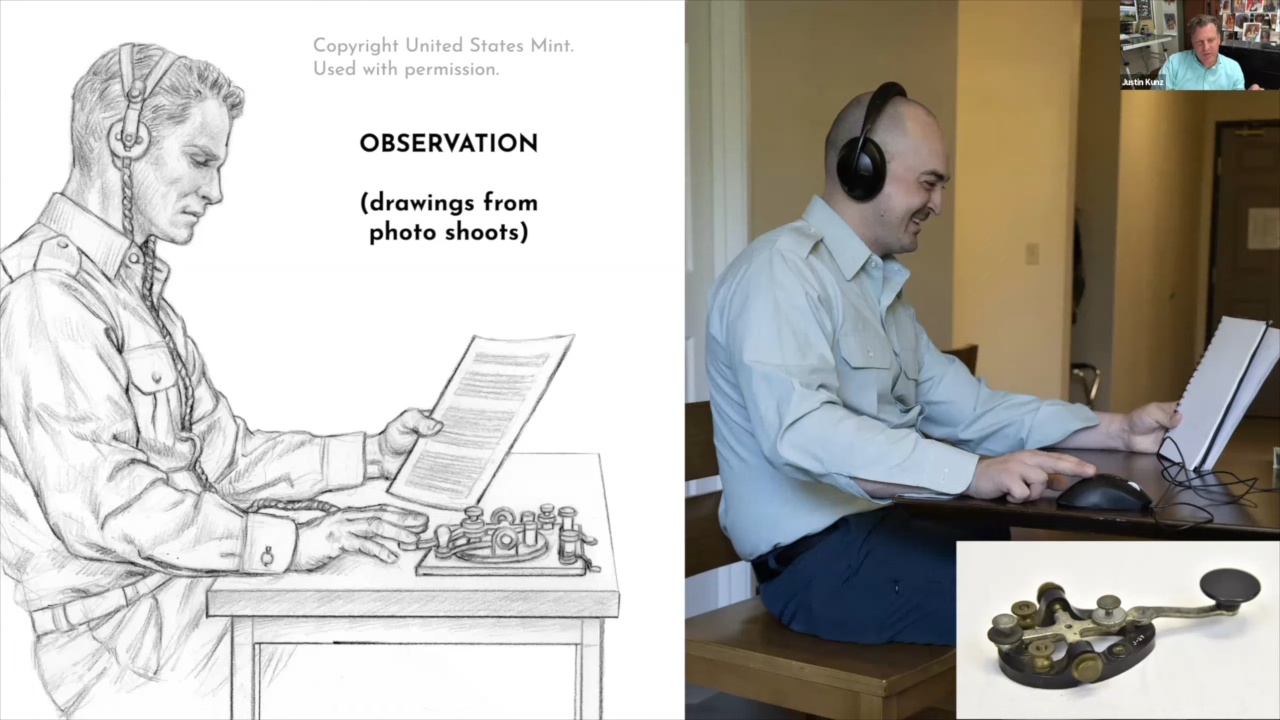 Copyright United States Mint.
Used with permission.
OBSERVATION
(drawings from
photo shoots)
Justin Kunz